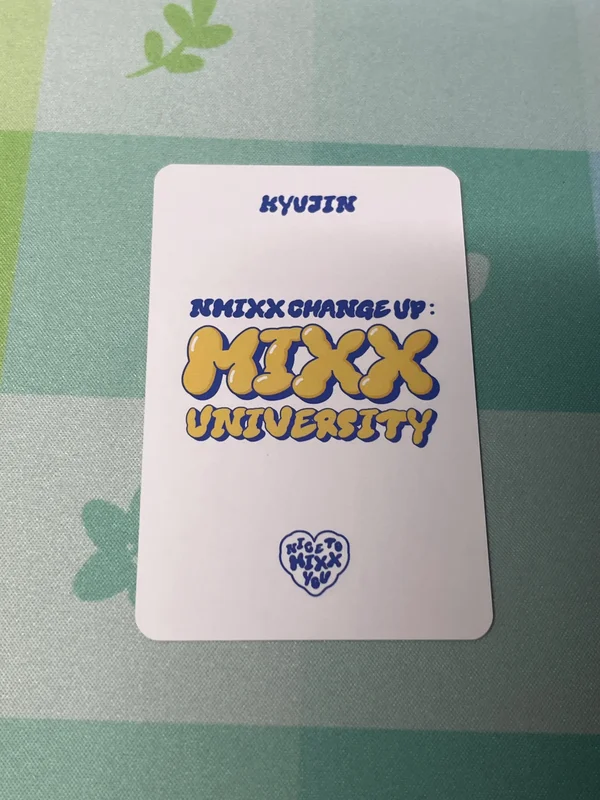 KYUJIN
NMIXX CHANGE UP:
MIXX
UNIVERSITY
NICE TO
MIXX
YOU